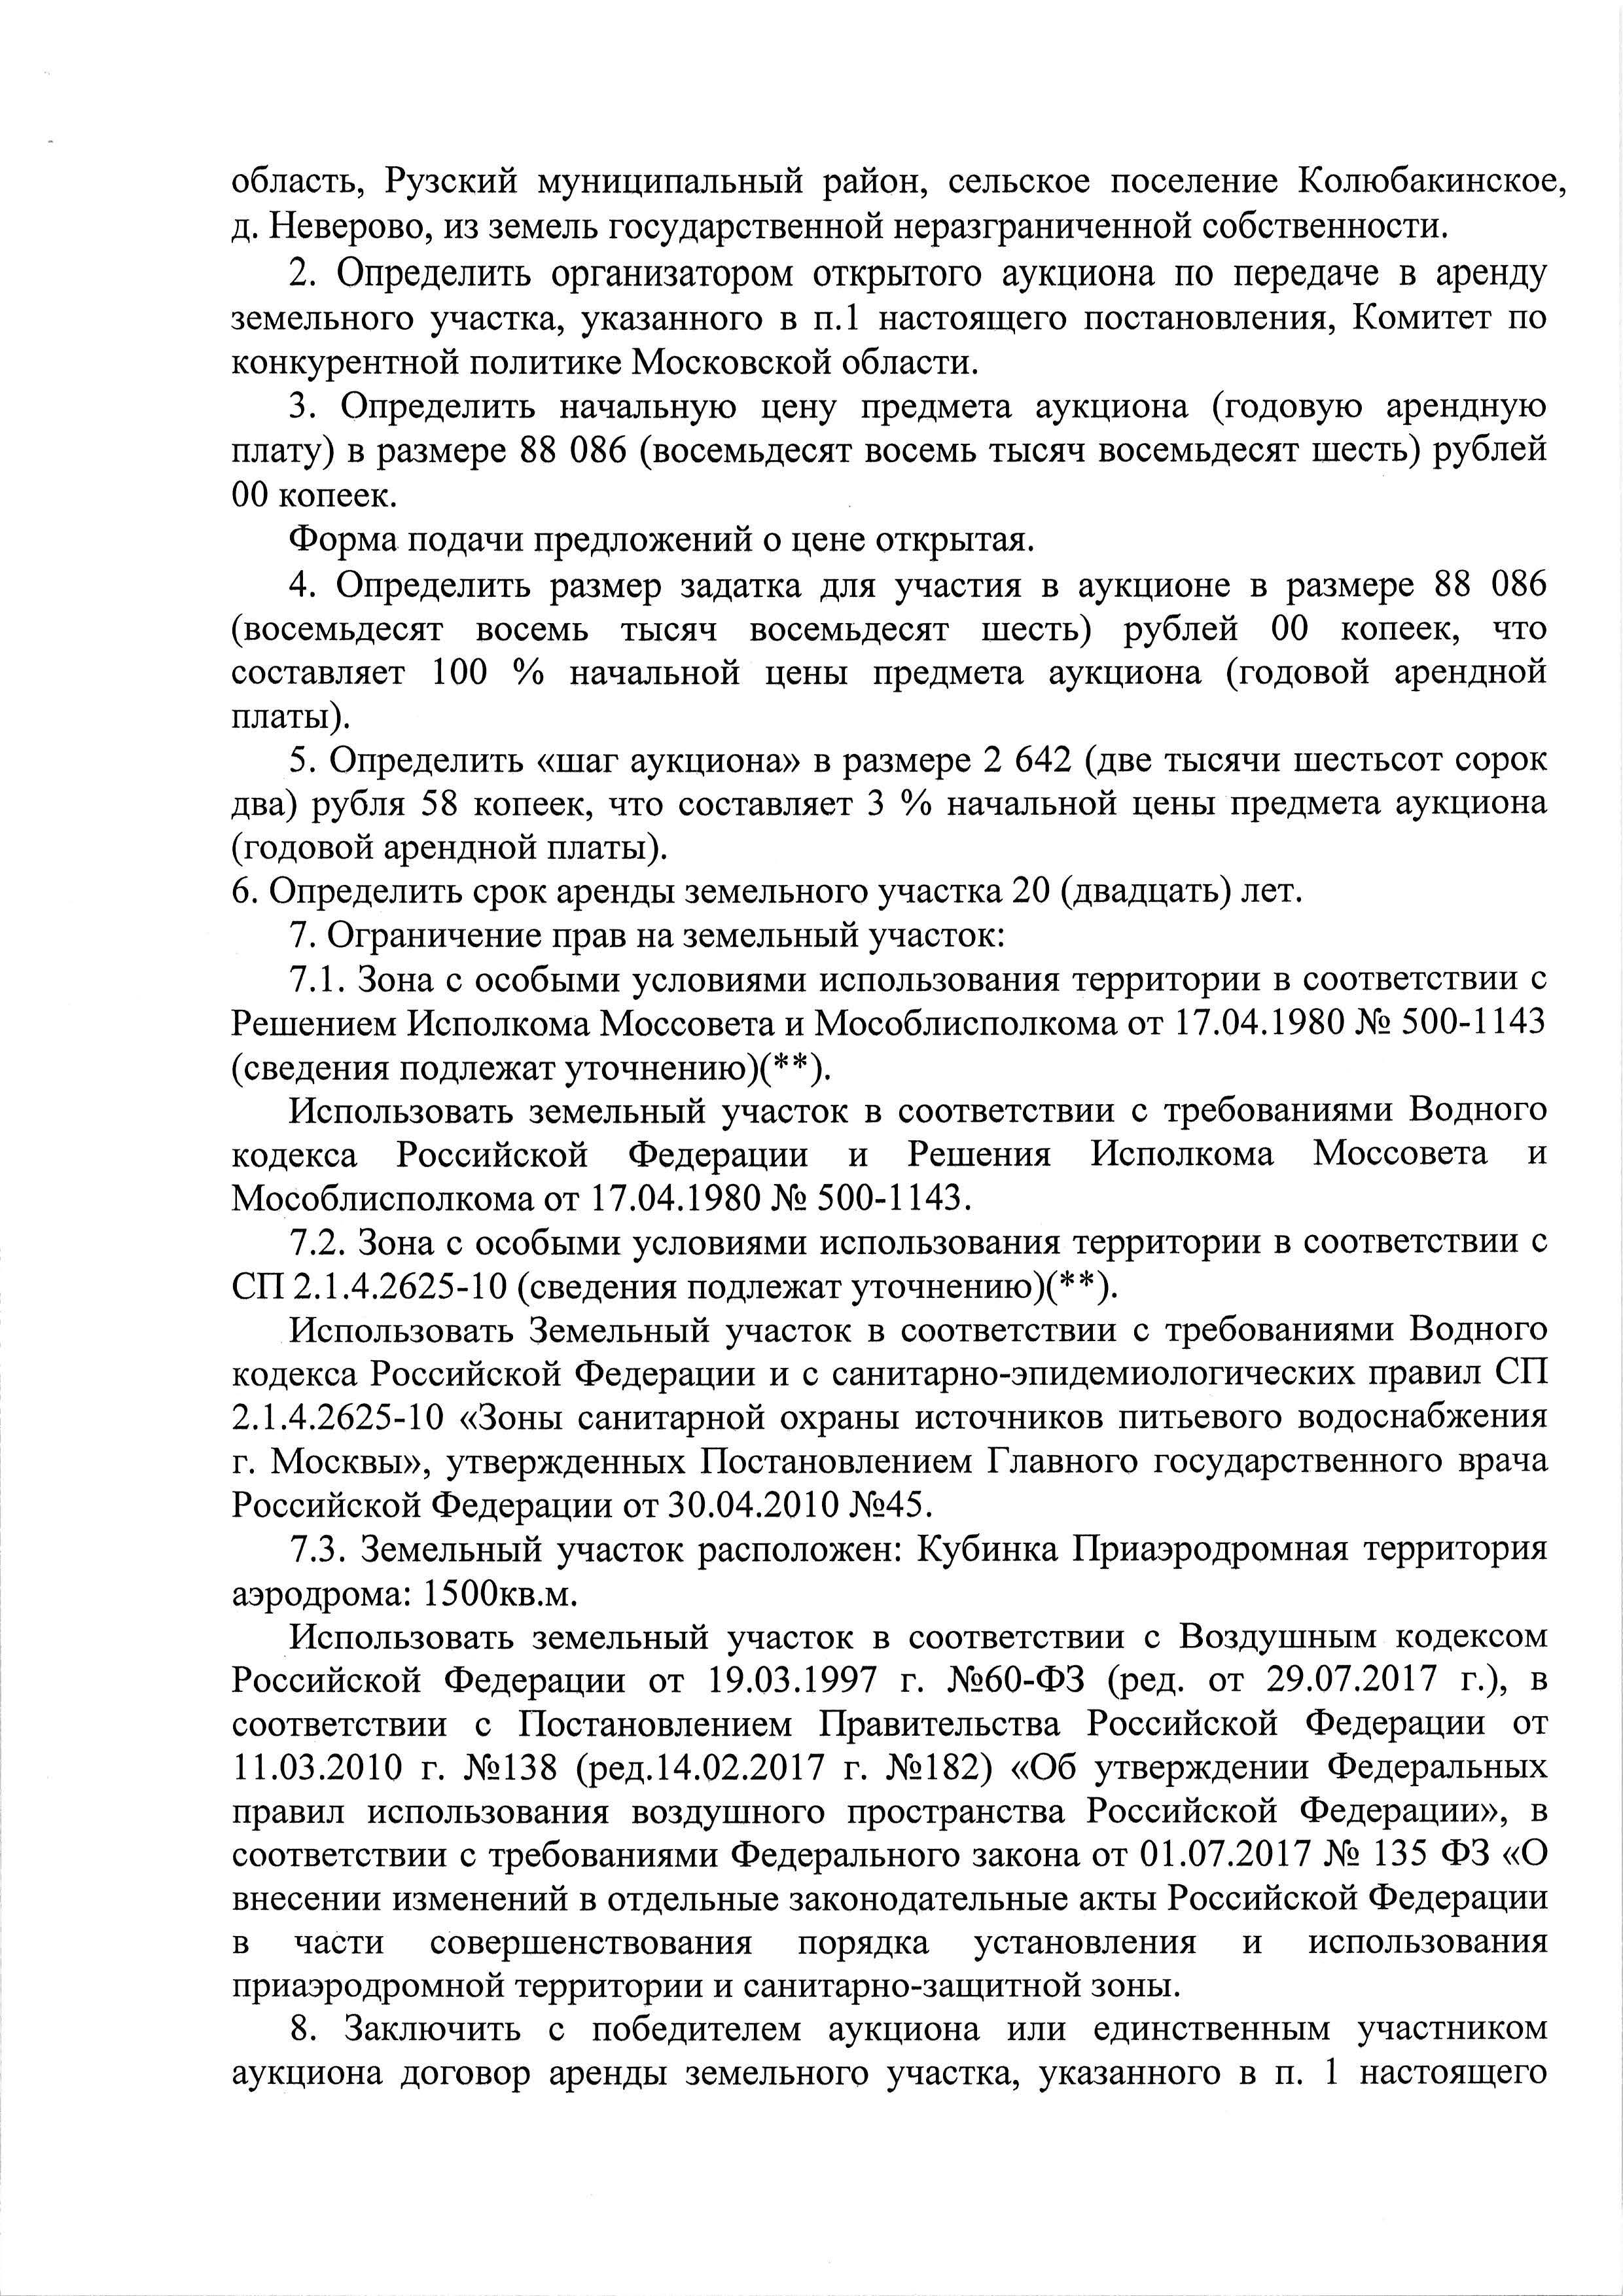 область, Рузский муниципальный район, сельское поселение Колюбакинское,
д. Неверово, из земель государственной неразграниченной собственности.
2. Определить организатором открытого аукциона по передаче в аренду
земельного участка, указанного в п.1 настоящего постановления, Комитет по
конкурентной политике Московской области.
3. Определить начальную цену предмета аукциона (годовую арендную
плату) в размере 88 086 (восемьдесят восемь тысяч восемьдесят шесть) рублей
00 копеек.
Форма подачи предложений о цене открытая.
4. Определить размер задатка для участия в аукционе в размере 88 086
(восемьдесят восемь тысяч восемьдесят шесть) рублей 00 копеек, что
составляет 100 % начальной цены предмета аукциона (годовой арендной
платы).
5. Определить «шаг аукциона» в размере 2 642 (две тысячи шестьсот сорок
два) рубля 58 копеек, что составляет 3 % начальной цены предмета аукциона
(годовой арендной платы).
6. Определить срок аренды земельного участка 20 (двадцать) лет.
7. Ограничение прав на земельный участок:
7.1. Зона с особыми условиями использования территории в соответствии с
Решением Исполкома Моссовета и Мособлисполкома от 17.04.1980 № 500-1143
(сведения подлежат уточнению)(**).
Использовать земельный участок в соответствии с требованиями Водного
кодекса Российской Федерации и Решения Исполкома Моссовета и
Мособлисполкома от 17.04.1980 № 500-1143.
7.2. Зона с особыми условиями использования территории в соответствии с
СП 2.1.4.2625-10 (сведения подлежат уточнению)(**).
Использовать Земельный участок в соответствии с требованиями Водного
кодекса Российской Федерации и с санитарно-эпидемиологических правил СП
2.1.4.2625-10 «Зоны санитарной охраны источников питьевого водоснабжения
г. Москвы», утвержденных Постановлением Главного государственного врача
Российской Федерации от 30.04.2010 №45.
7.3. Земельный участок расположен: Кубинка Приаэродромная территория
аэродрома: 1500кв.м.
Использовать земельный участок в соответствии с Воздушным кодексом
Российской Федерации от 19.03.1997 г. №60-ФЗ (ред. от 29.07.2017 г.), в
соответствии с Постановлением Правительства Российской Федерации от
11.03.2010 г. №138 (ред.14.02.2017 г. №182) «Об утверждении Федеральных
правил использования воздушного пространства Российской Федерации», в
соответствии с требованиями Федерального закона от 01.07.2017 № 135 ФЗ «О
внесении изменений в отдельные законодательные акты Российской Федерации
в части совершенствования порядка установления и использования
приаэродромной территории и санитарно-защитной зоны.
8. Заключить с победителем аукциона или единственным участником
аукциона договор аренды земельного участка, указанного в п. 1 настоящего